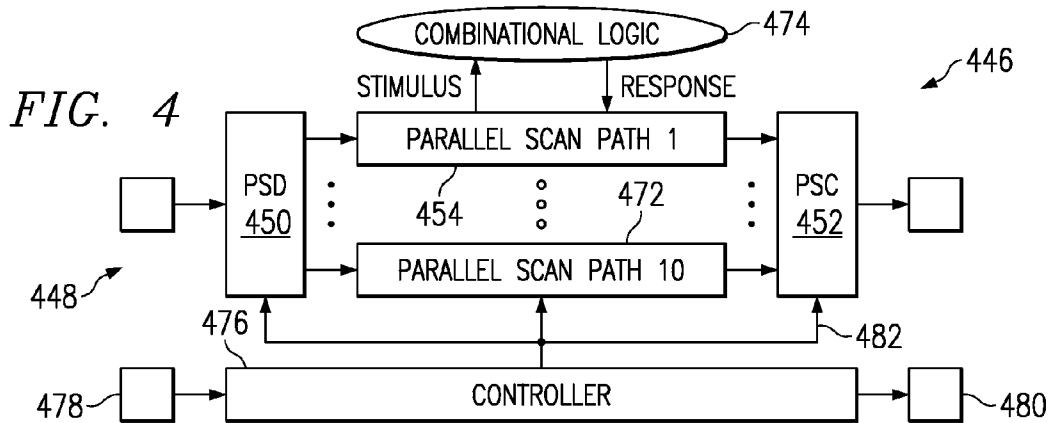 COMBINATIONAL LOGIC
474
446
STIMULUS
RESPONSE
FIG. 4
PARALLEL SCAN PATH 1
PSD
450
PSC
452
454
472
PARALLEL SCAN PATH 10
448
476
482
CONTROLLER
478
480